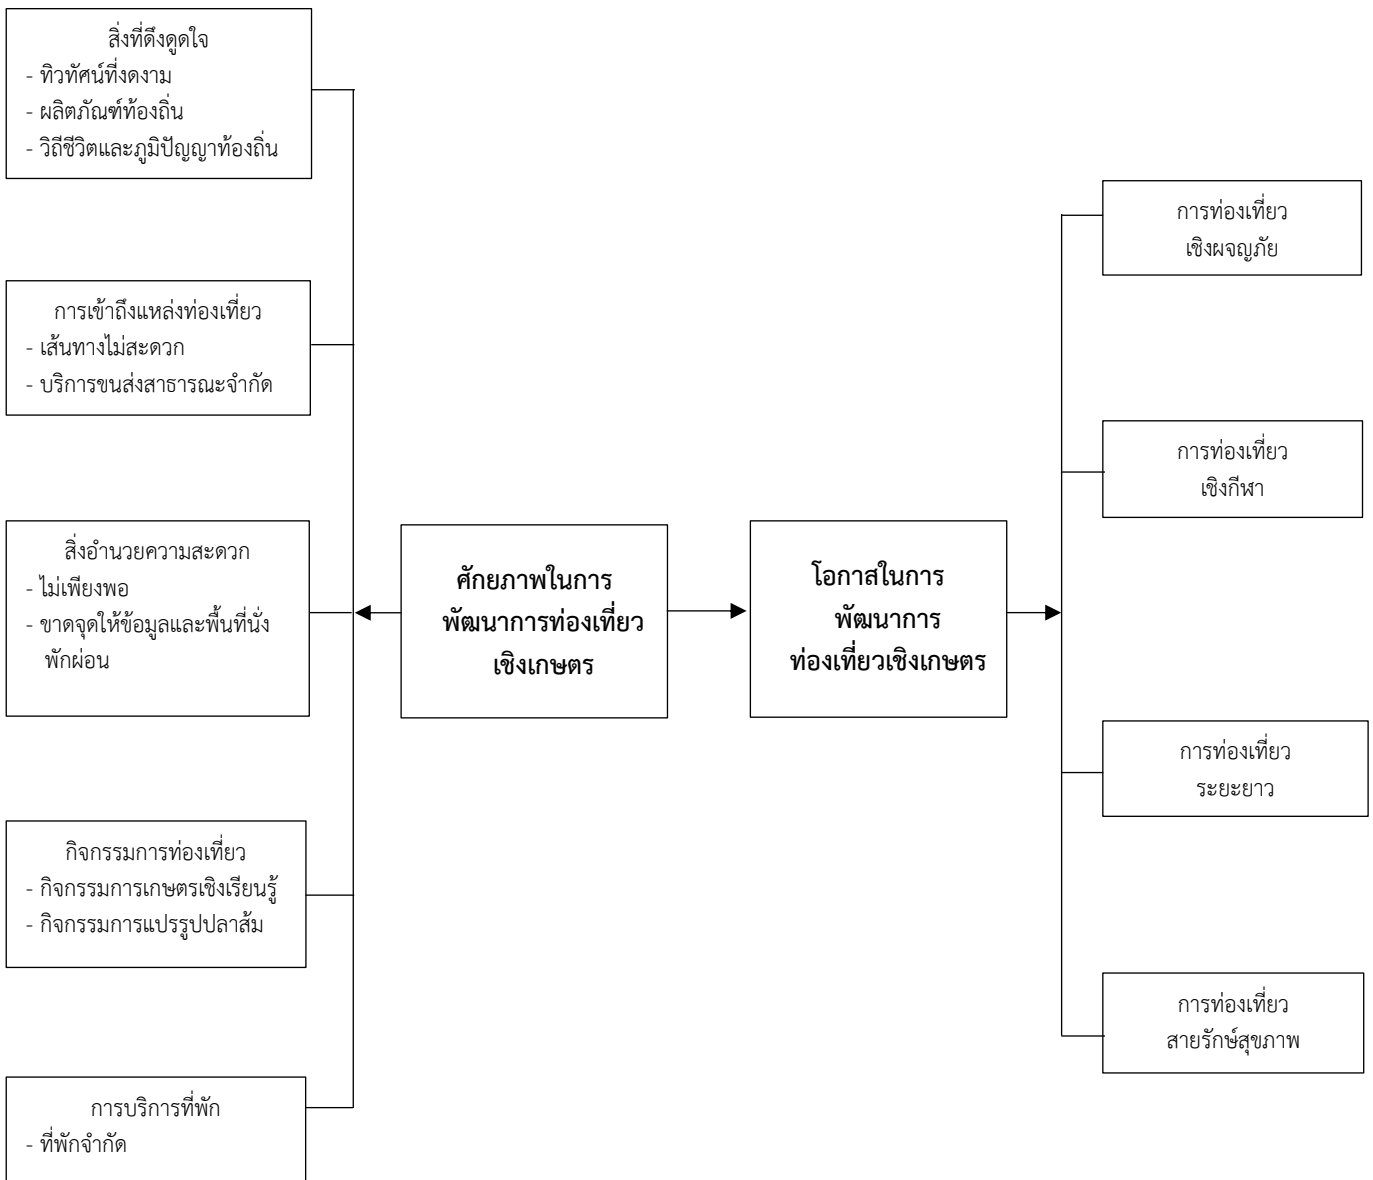 สิ่งที่ดึงดูดใจ
- ทิวทัศน์ที่งดงาม
- ผลิตภัณฑ์ท้องถิ่น
- วิถีชีวิตและภูมิปัญญาท้องถิ่น
การเข้าถึงแหล่งท่องเที่ยว
- เส้นทางไม่สะดวก
- บริการขนส่งสาธารณะจำกัด
สิ่งอำนวยความสะดวก
- ไม่เพียงพอ
- ขาดจุดให้ข้อมูลและพื้นที่นั่ง
พักผ่อน
กิจกรรมการท่องเที่ยว
- กิจกรรมการเกษตรเชิงเรียนรู้
- กิจกรรมการแปรรูปปลาส้ม
การบริการที่พัก
- ที่พักจำกัด
ศักยภาพในการ
พัฒนาการท่องเที่ยว
เชิงเกษตร
โอกาสในการ
พัฒนาการ
ท่องเที่ยวเชิงเกษตร
การท่องเที่ยว
เชิงผจญภัย
การท่องเที่ยว
เชิงกีฬา
การท่องเที่ยว
ระยะยาว
การท่องเที่ยว
สายรักษ์สุขภาพ